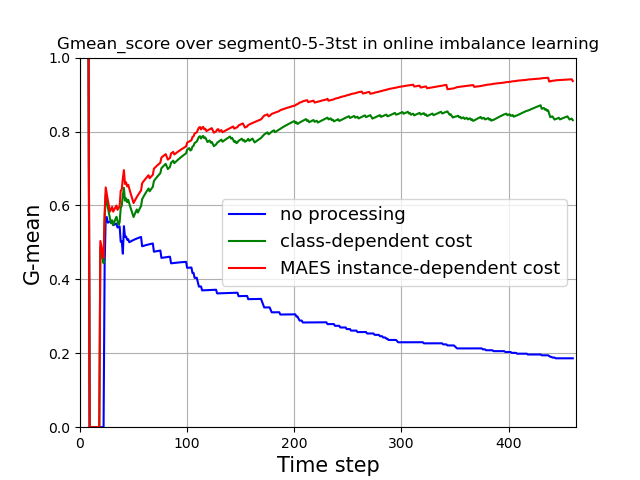 Gmean_score over segment0-5-3tst in online imbalance learning
1.0
0.8
0.6
0.4
0.2
0.0
G-mean
no processing
class-dependent cost
MAES instance-dependent cost
0 100 200 300 400
Time step